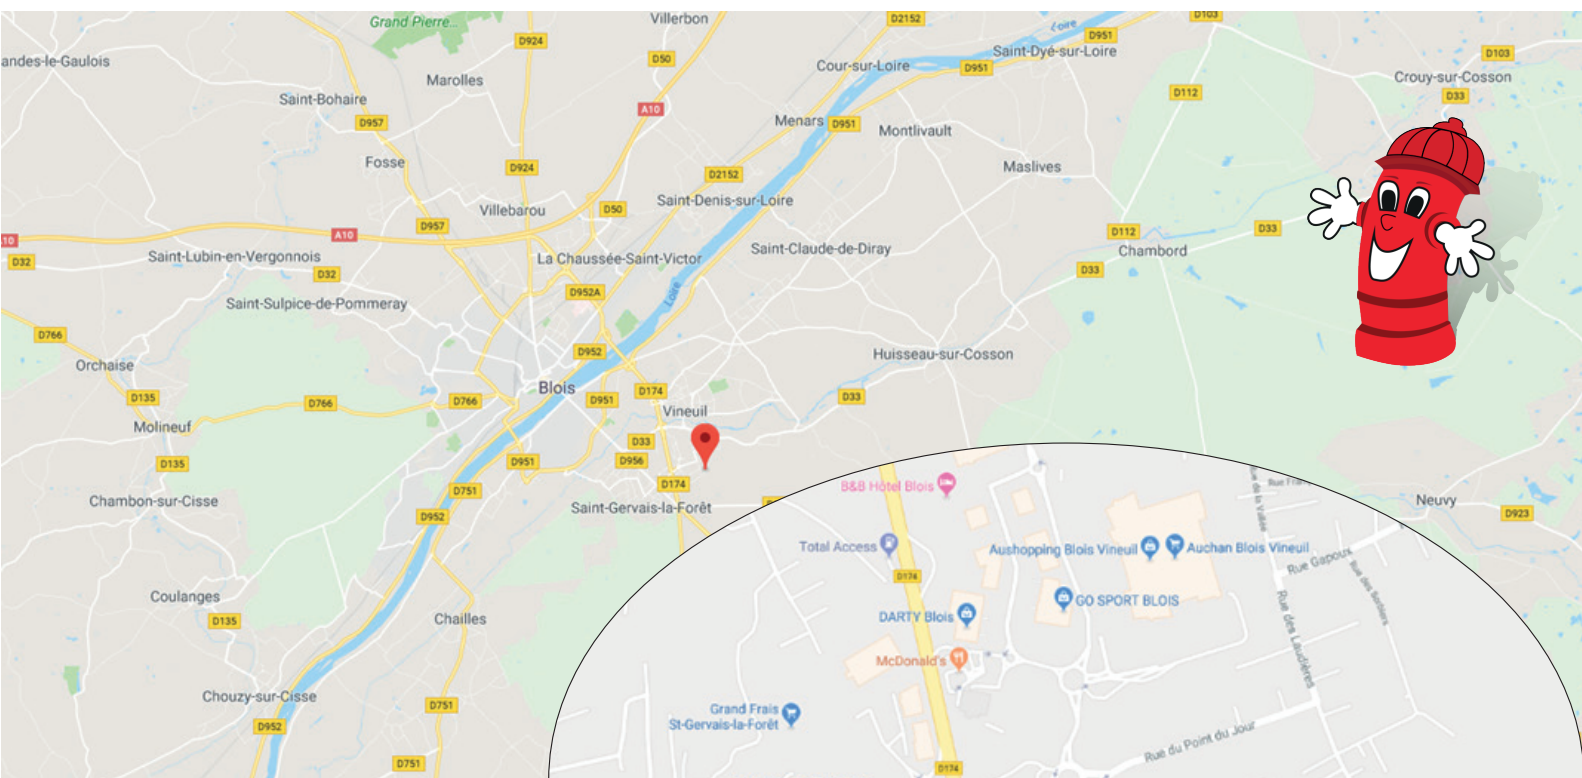 Grand Pierre...
Villerbon
D2152
D103
Loire
D924
D951
Saint-Dyé-sur-Loire
andes-le-Gaulois
D50
Cour-sur-Loire
D951
D103
Marolles
Crouy-sur-Cosson
Saint-Bohaire
A10
D112
D33
D957
Menars
D951
Montlivault
Fosse
D924
D2152
Maslives
Villebarou
D50
Saint-Denis-sur-Loire
D957
A10
D112
D33
.10
D32
Saint-Lubin-en-Vergonnois
La Chaussée-Saint-Victor
Saint-Claude-de-Diray
Chambord
D32
D33
Saint-Sulpice-de-Pommeray
D952A
Loire
D766
D952
Huisseau-sur-Cosson
Orchaise
Blois
D174
D135
D766
D766
D951
D33
Molineuf
Vineuil
D33
D135
D951
D956
D174
D751
Chambon-sur-Cisse
Saint-Gervais-la-Forêt
Neuvy
D923
D952
B&B Hôtel Blois
Rue de la Vallée
Total Access
Aushopping Blois Vineuil
Auchan Blois Vineuil
Rue Gapoux
D174
Coulanges
GO SPORT BLOIS
DARTY Blois
D135
Chailles
Rue des Laudières
McDonald's
Chouzy-sur-Cisse
D751
Grand Frais
St-Gervais-la-Forêt
D952
Rue du Point du Jour
D751
D174